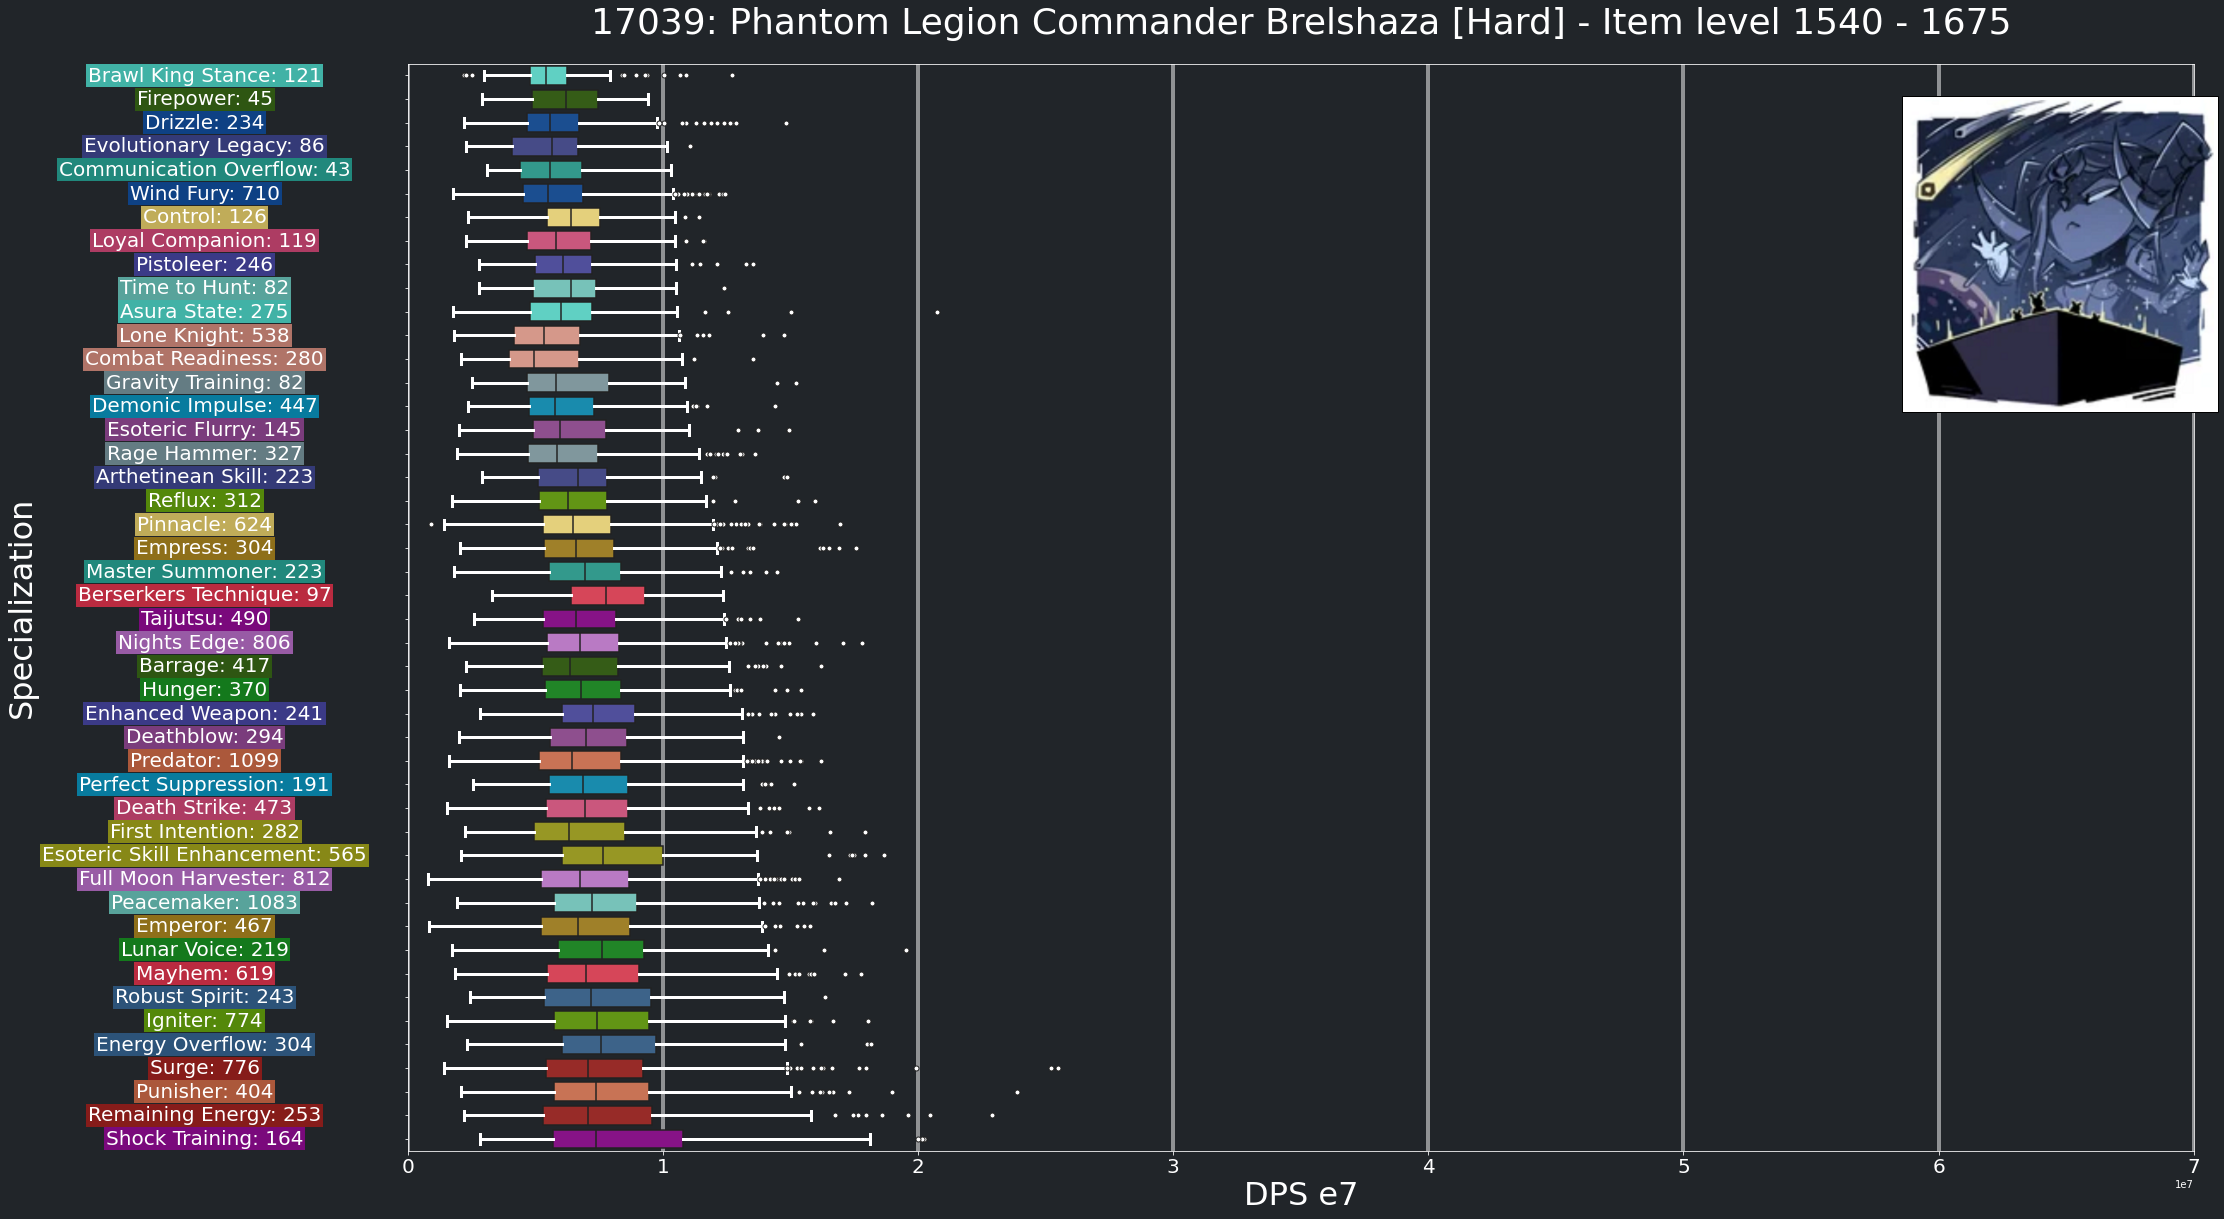 17039: Phantom Legion Commander Brelshaza [Hard] - Item level 1540 - 1675
Specialization
Brawl King Stance: 121
Firepower: 45
Drizzle: 234
Evolutionary Legacy: 86
Communication Overflow: 43
Wind Fury: 710
Control: 126
Loyal Companion: 119
Pistoleer: 246
Time to Hunt: 82
Asura State: 275
Lone Knight: 538
Combat Readiness: 280
Gravity Training: 82
Demonic Impulse: 447
Esoteric Flurry: 145
Rage Hammer: 327
Arthetinean Skill: 223
Reflux: 312
Pinnacle: 624
Empress: 304
Master Summoner: 223
Berserkers Technique: 97
Taijutsu: 490
Nights Edge: 806
Barrage: 417
Hunger: 370
Enhanced Weapon: 241
Deathblow: 294
Predator: 1099
Perfect Suppression: 191
Death Strike: 473
First Intention: 282
Esoteric Skill Enhancement: 565
Full Moon Harvester: 812
Peacemaker: 1083
Emperor: 467
Lunar Voice: 219
Mayhem: 619
Robust Spirit: 243
Igniter: 774
Energy Overflow: 304
Surge: 776
Punisher: 404
Remaining Energy: 253
Shock Training: 164
0 1 2 3 4 5 6 7
1e7
DPS e7